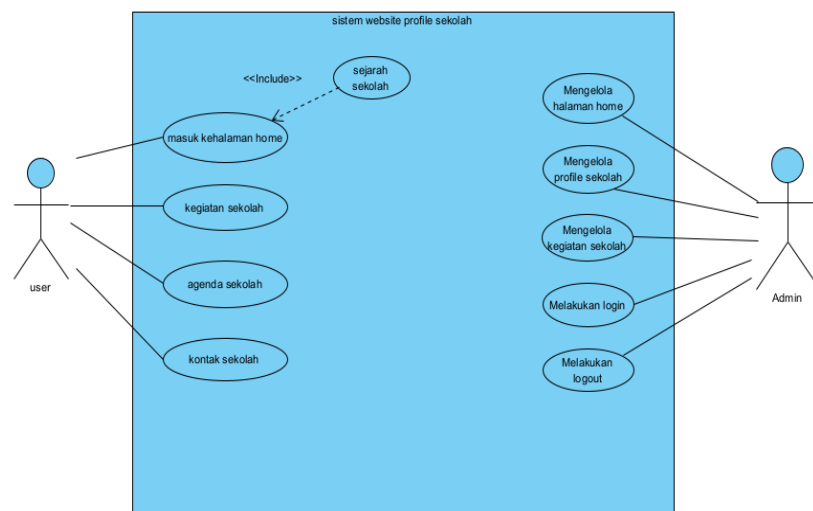 sistem website profile sekolah
<<Include>>
sejarah
sekolah
masuk kehalaman home
kegiatan sekolah
agenda sekolah
kontak sekolah
user
Mengelola
halaman home
Mengelola
profile sekolah
Mengelola
kegiatan sekolah
Melakukan login
Melakukan
logout
Admin